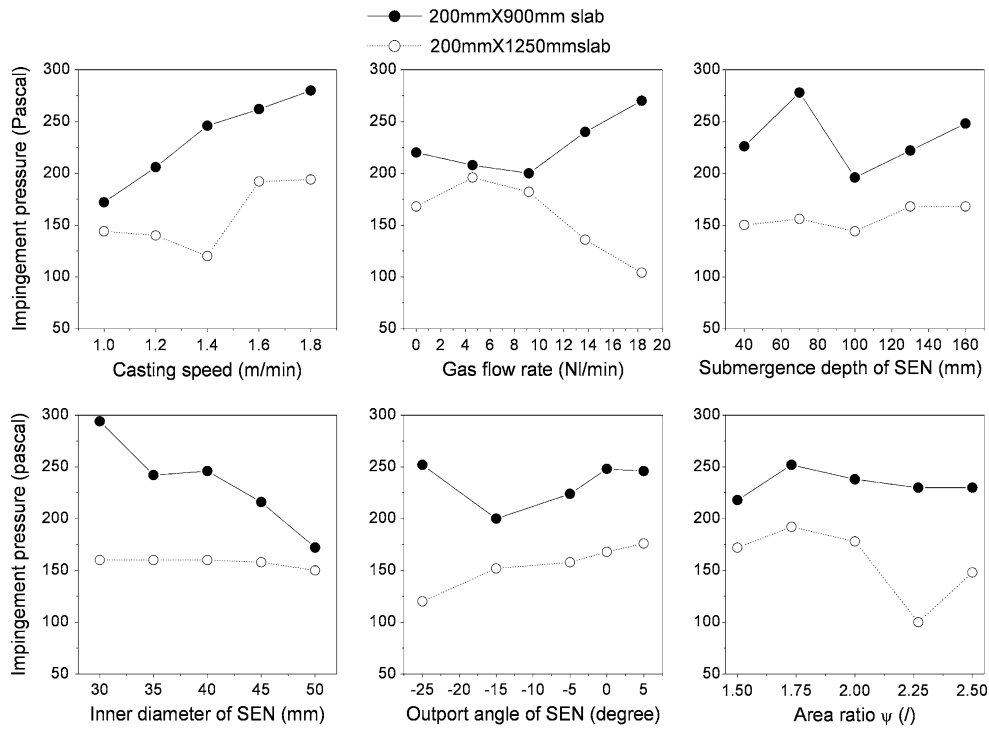 200mmX900mm slab
200mmX1250mmslab
Impingement pressure (Pascal)
300
250
200
150
100
50
1.0 1.2 1.4 1.6 1.8
Casting speed (m/min)
300
250
200
150
100
50
0 2 4 6 8 10 12 14 16 18 20
Gas flow rate (Nl/min)
300
250
200
150
100
50
40 60 80 100 120 140 160
Submergence depth of SEN (mm)
Impingement pressure (pascal)
300
250
200
150
100
50
30 35 40 45 50
Inner diameter of SEN (mm)
300
250
200
150
100
50
-25 -20 -15 -10 -5 0 5
Outport angle of SEN (degree)
300
250
200
150
100
50
1.50 1.75 2.00 2.25 2.50
Area ratio ψ (/)